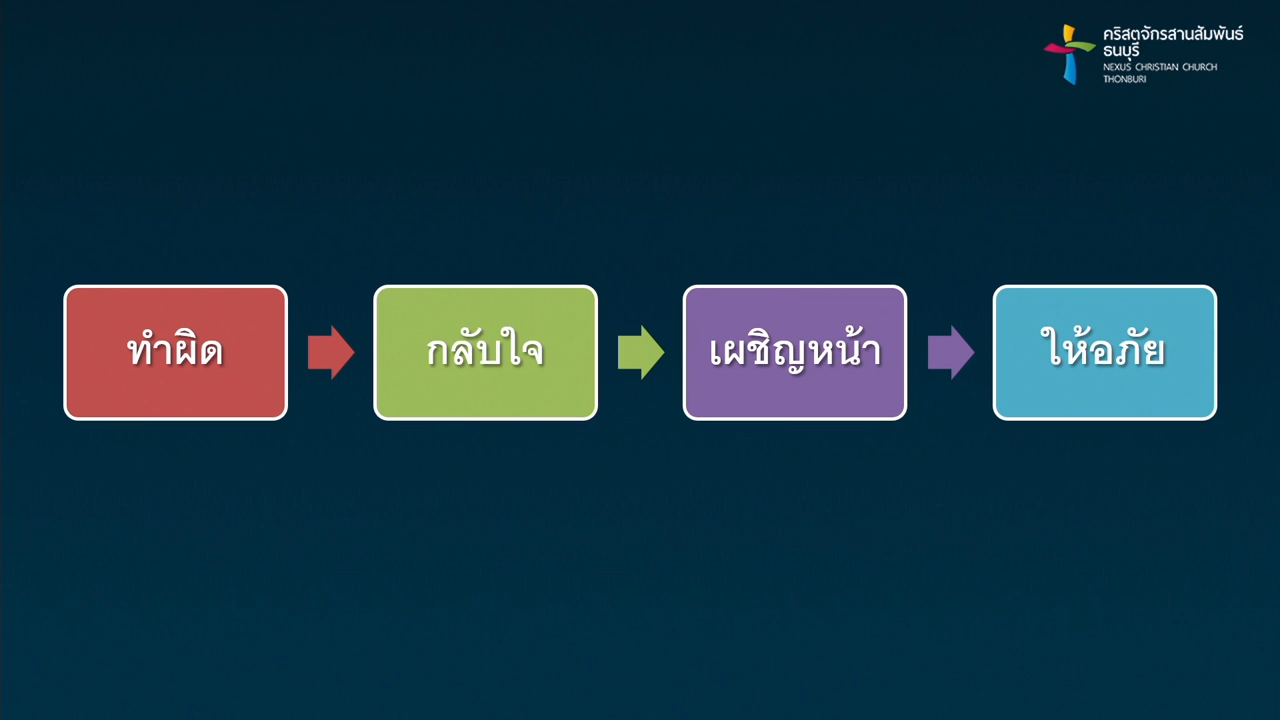 คริสตจักรสานสัมพันธ์
ธนบุรี
NEXUS CHRISTIAN CHURCH
THONBURI
ทำผิด
กลับใจ
เผชิญหน้า
ให้อภัย